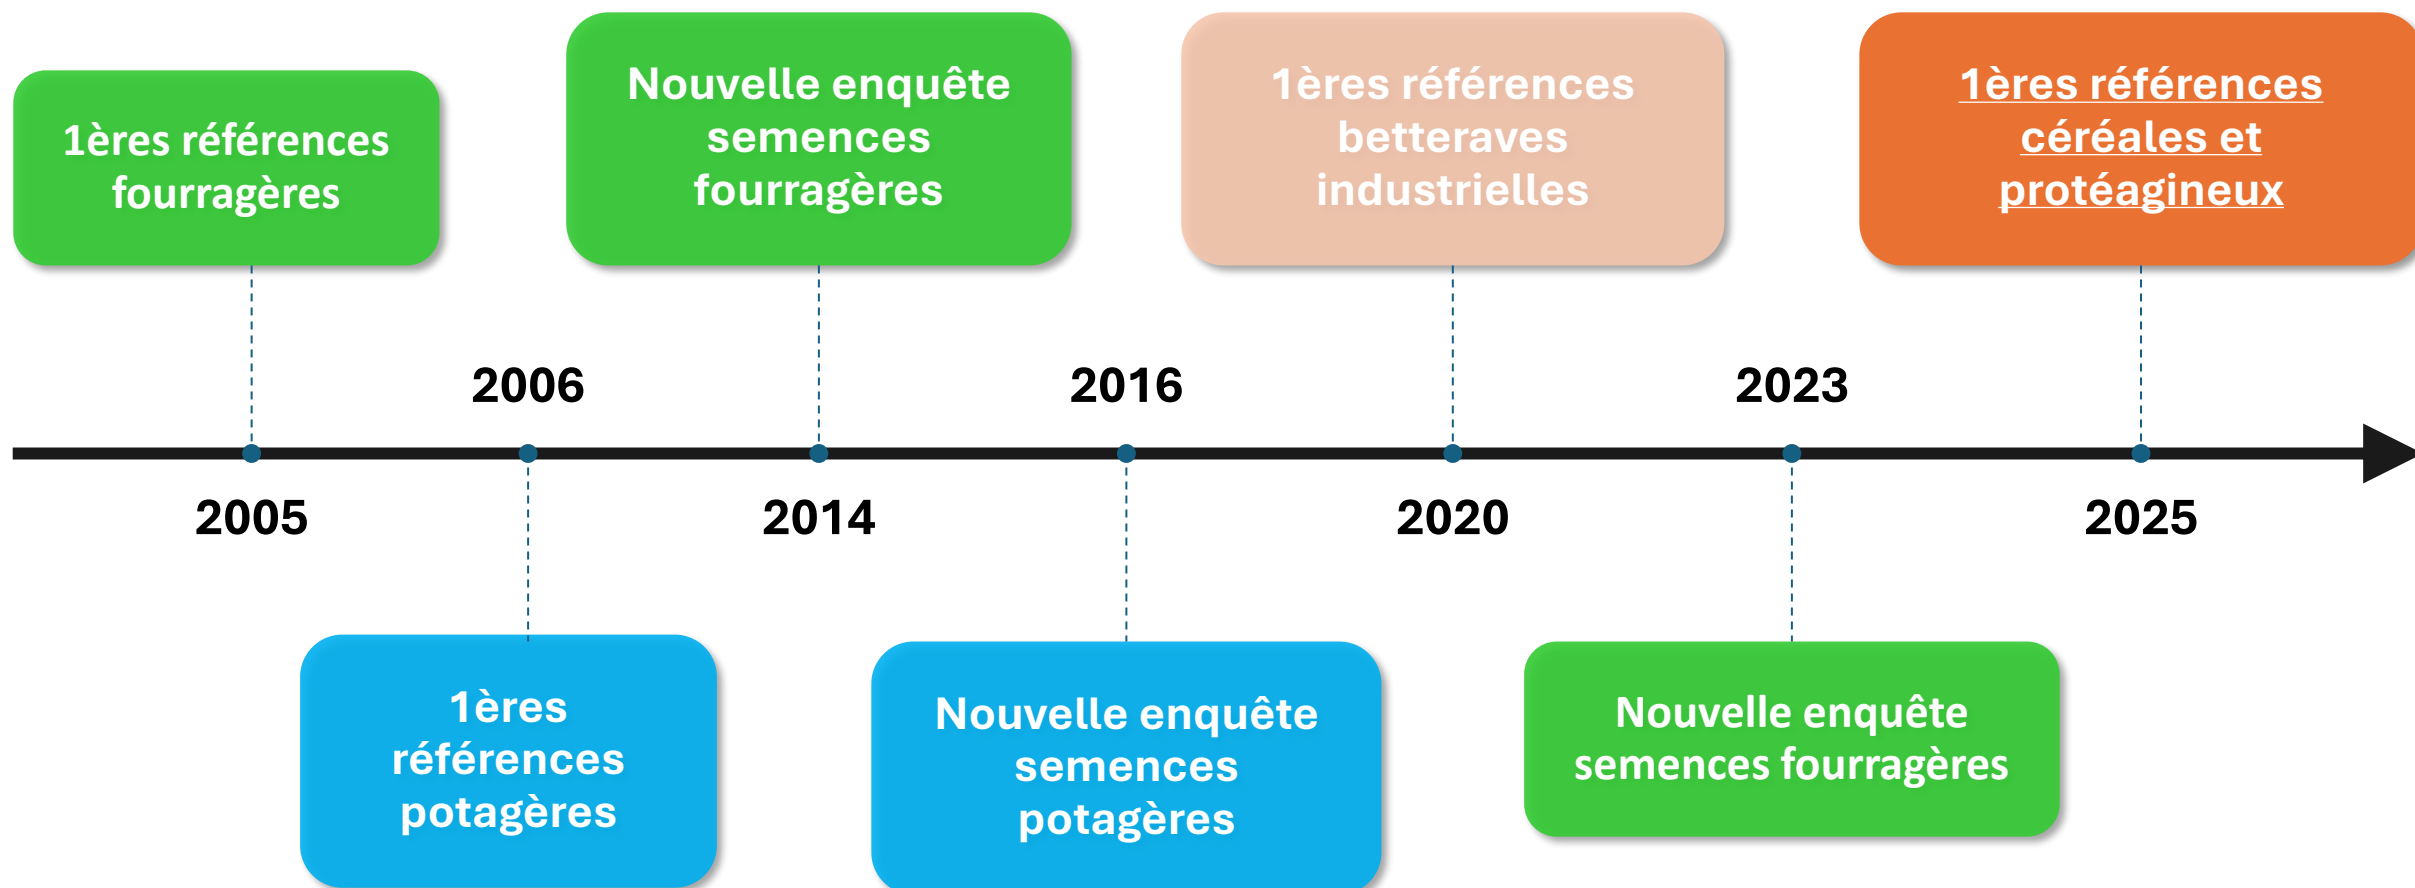 1ères références
fourragères
Nouvelle enquête
semences
fourragères
1ères références
betteraves
industrielles
1ères références
céréales et
protéagineux
2006
2016
2023
2005
2014
2020
2025
1ères
références
potagères
Nouvelle enquête
semences
potagères
Nouvelle enquête
semences fourragères